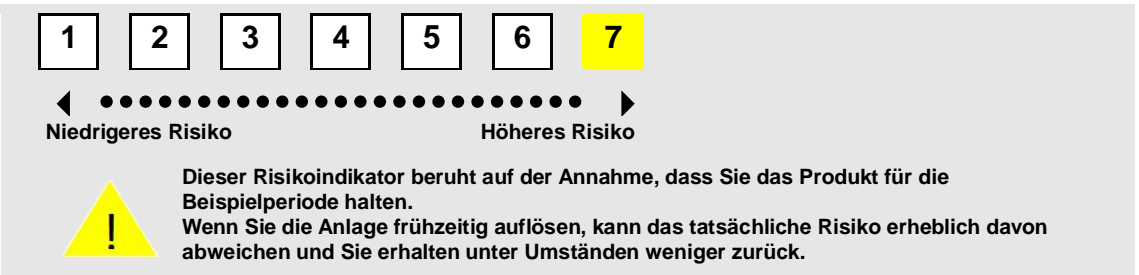 1 2 3 4 5 6 7
Niedrigeres Risiko Höheres Risiko
Dieser Risikoindikator beruht auf der Annahme, dass Sie das Produkt für die
Beispielperiode halten.
Wenn Sie die Anlage frühzeitig auflösen, kann das tatsächliche Risiko erheblich davon
abweichen und Sie erhalten unter Umständen weniger zurück.
!